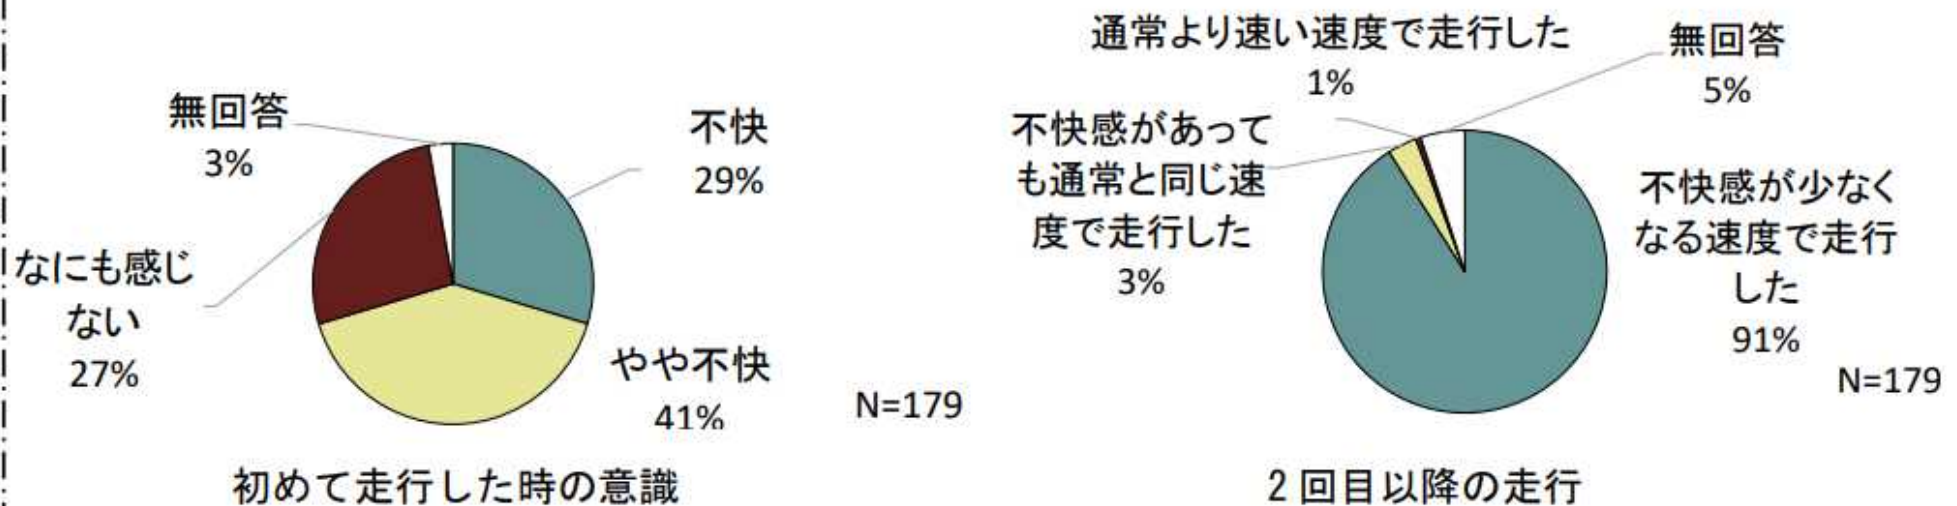 無回答
3%
不快
29%
なにも感じ
ない
27%
やや不快
41%
N=179
初めて走行した時の意識
通常より速い速度で走行した
1%
無回答
5%
不快感があって
も通常と同じ速
度で走行した
3%
不快感が少なく
なる速度で走行
した
91%
N=179
2回目以降の走行